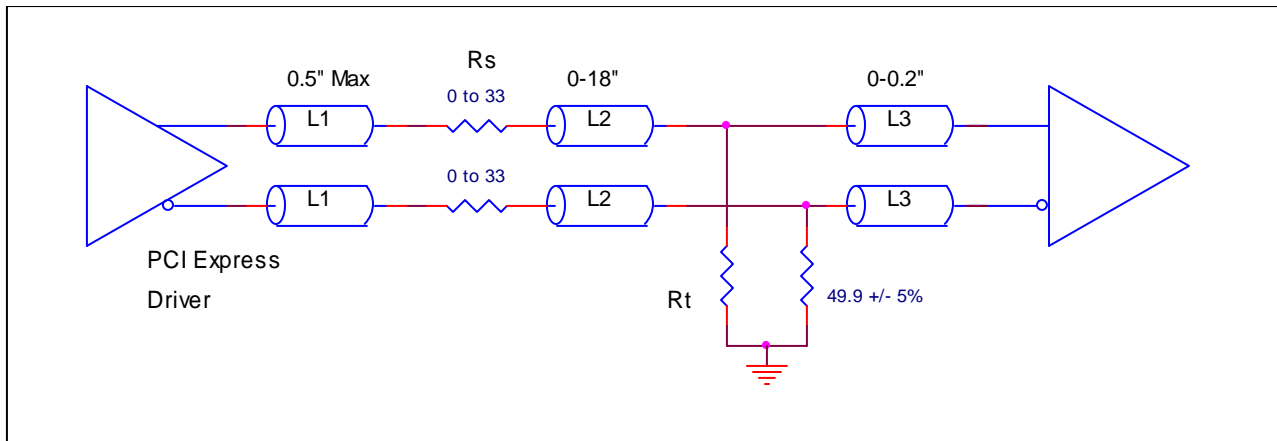 Rs
0.5" Max
0-18"
0-0.2"
0 to 33
L1
L2
L3
0 to 33
L1
L2
L3
PCI Express
Driver
Rt
49.9 +/- 5%